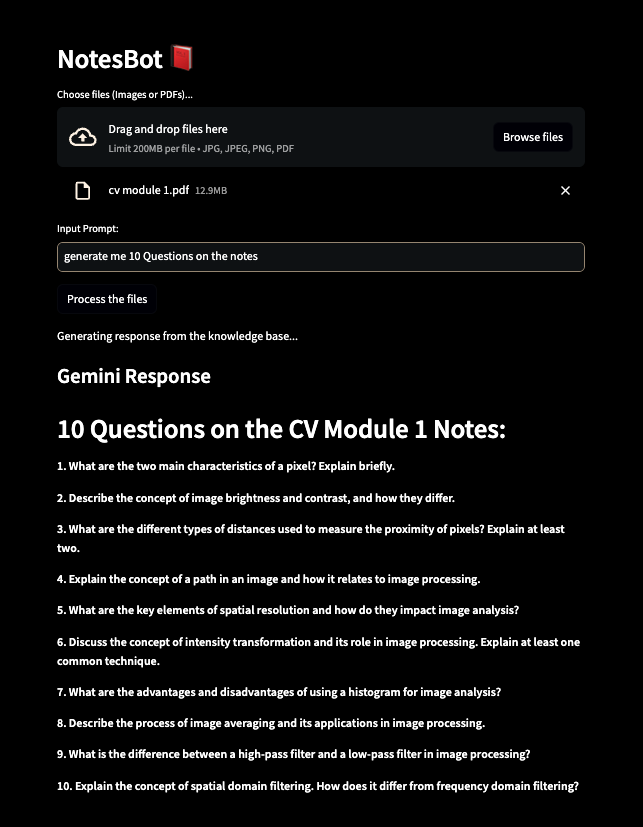 NotesBot 📕
Choose files (Images or PDFs)...
Drag and drop files here
Limit 200MB per file • JPG, JPEG, PNG, PDF
Browse files
cv module 1.pdf 12.9MB
Input Prompt:
generate me 10 Questions on the notes
Process the files
Generating response from the knowledge base...
Gemini Response
10 Questions on the CV Module 1 Notes:
1. What are the two main characteristics of a pixel? Explain briefly.
2. Describe the concept of image brightness and contrast, and how they differ.
3. What are the different types of distances used to measure the proximity of pixels? Explain at least
two.
4. Explain the concept of a path in an image and how it relates to image processing.
5. What are the key elements of spatial resolution and how do they impact image analysis?
6. Discuss the concept of intensity transformation and its role in image processing. Explain at least one
common technique.
7. What are the advantages and disadvantages of using a histogram for image analysis?
8. Describe the process of image averaging and its applications in image processing.
9. What is the difference between a high-pass filter and a low-pass filter in image processing?
10. Explain the concept of spatial domain filtering. How does it differ from frequency domain filtering?